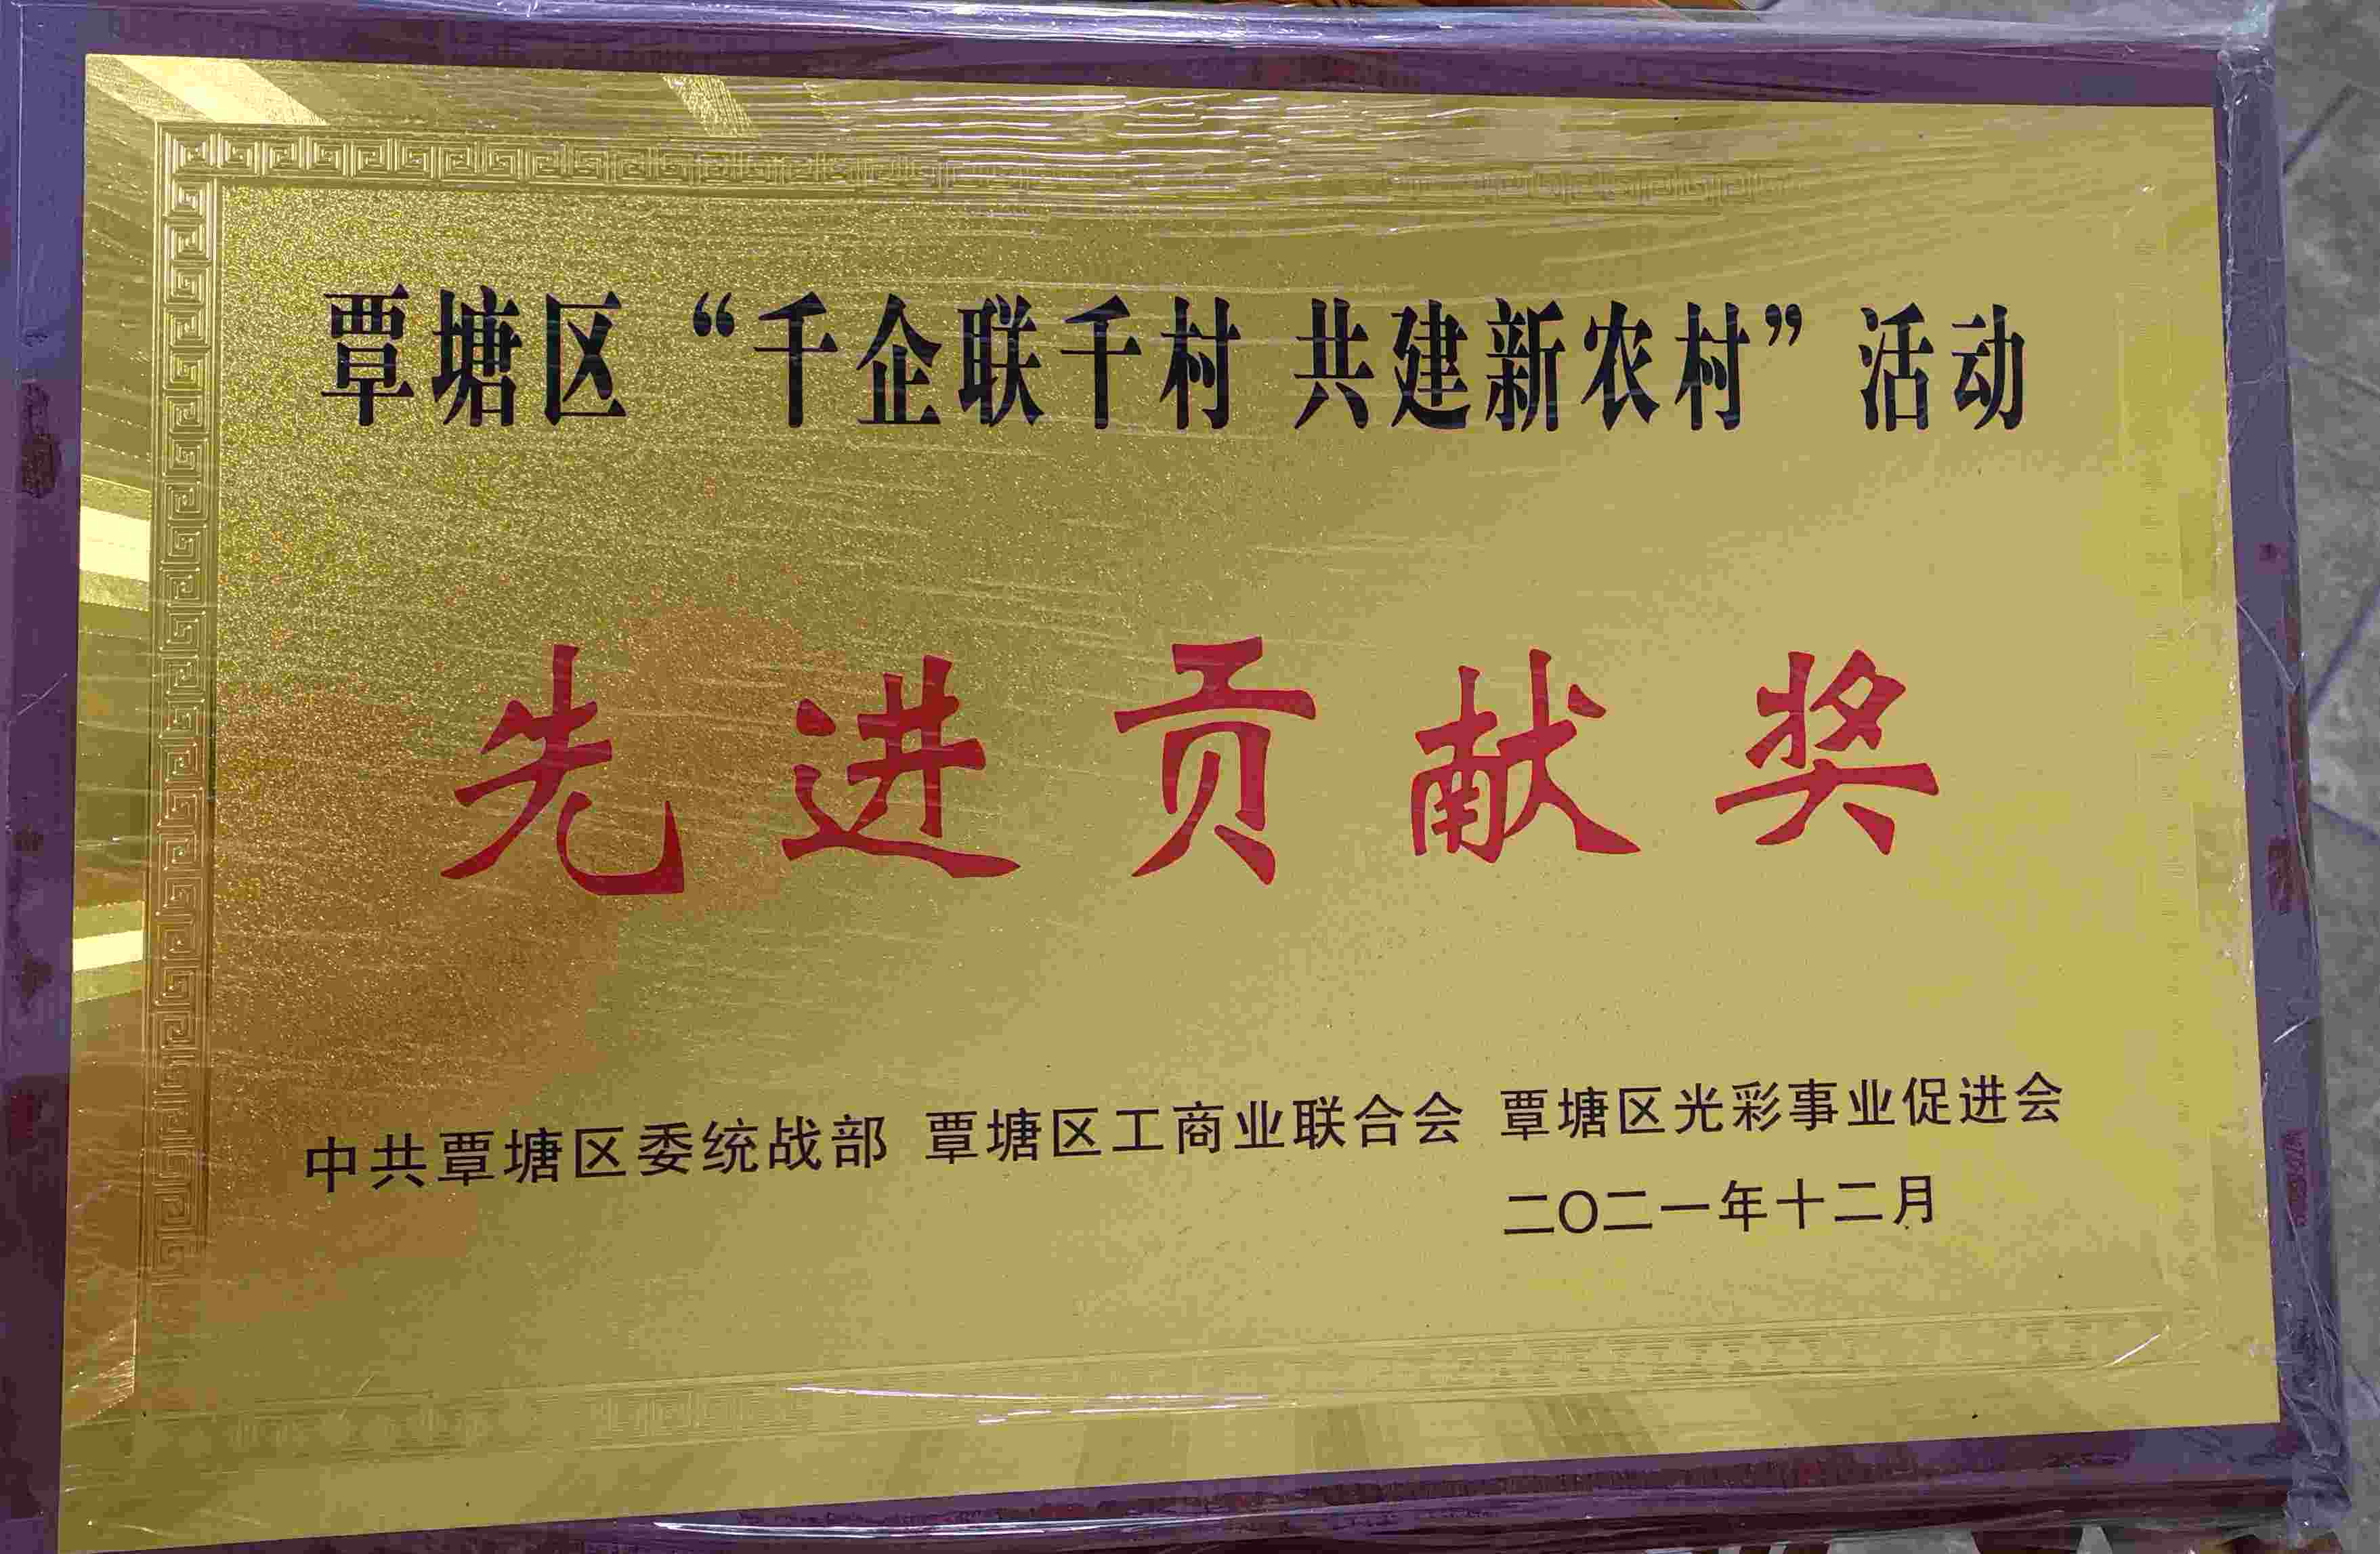 覃塘区“千企联千村 共建新农村”活动
先进贡献奖
中共覃塘区委统战部 覃塘区工商业联合会 覃塘区光彩事业促进会
二〇二一年十二月